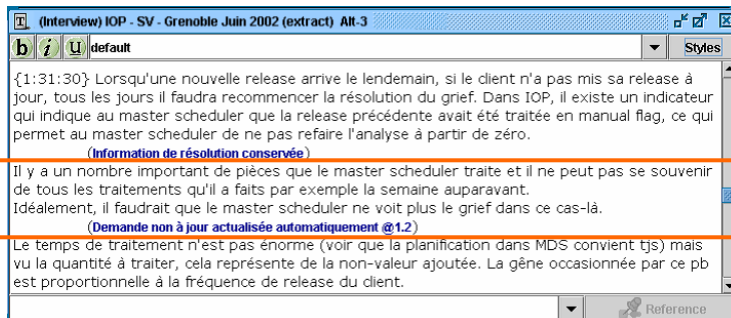 (Interview) IOP - SV - Grenoble Juin 2002 (extract) Alt-3
b i U default Styles
{1:31:30} Lorsqu'une nouvelle release arrive le lendemain, si le client n'a pas mis sa release à
jour, tous les jours il faudra recommencer la résolution du grief. Dans IOP, il existe un indicateur
qui indique au master scheduler que la release précédente avait été traitée en manual flag, ce qui
permet au master scheduler de ne pas refaire l'analyse à partir de zéro.
(Information de résolution conservée)
Il y a un nombre important de pièces que le master scheduler traite et il ne peut pas se souvenir
de tous les traitements qu'il a faits par exemple la semaine auparavant.
Idéalement, il faudrait que le master scheduler ne voit plus le grief dans ce cas-là.
(Demande non à jour actualisée automatiquement @1.2)
Le temps de traitement n'est pas énorme (voir que la planification dans MDS convient tjs) mais
vu la quantité à traiter, cela représente de la non-valeur ajoutée. La gêne occasionnée par ce pb
est proportionnelle à la fréquence de release du client.
Reference